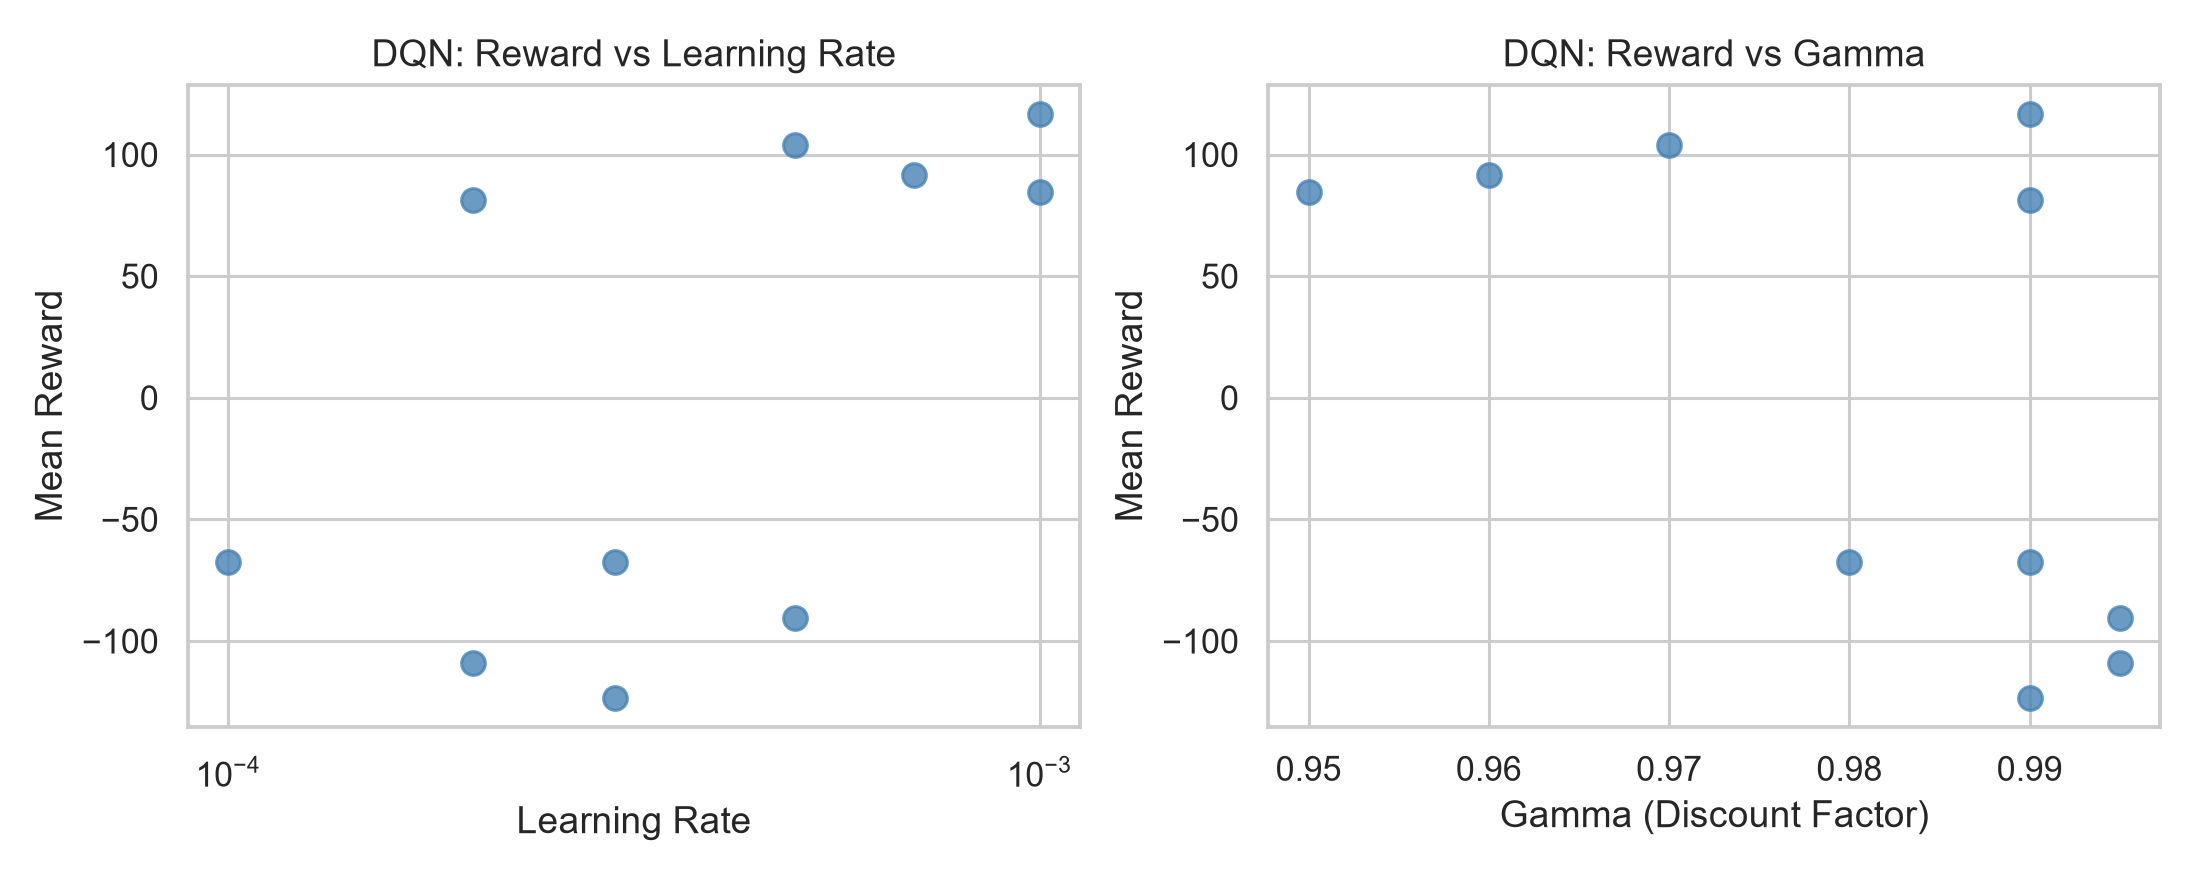 DQN: Reward vs Learning Rate
Mean Reward
100
50
0
−50
−100
10⁻⁴
10⁻³
Learning Rate
DQN: Reward vs Gamma
Mean Reward
100
50
0
−50
−100
0.95
0.96
0.97
0.98
0.99
Gamma (Discount Factor)